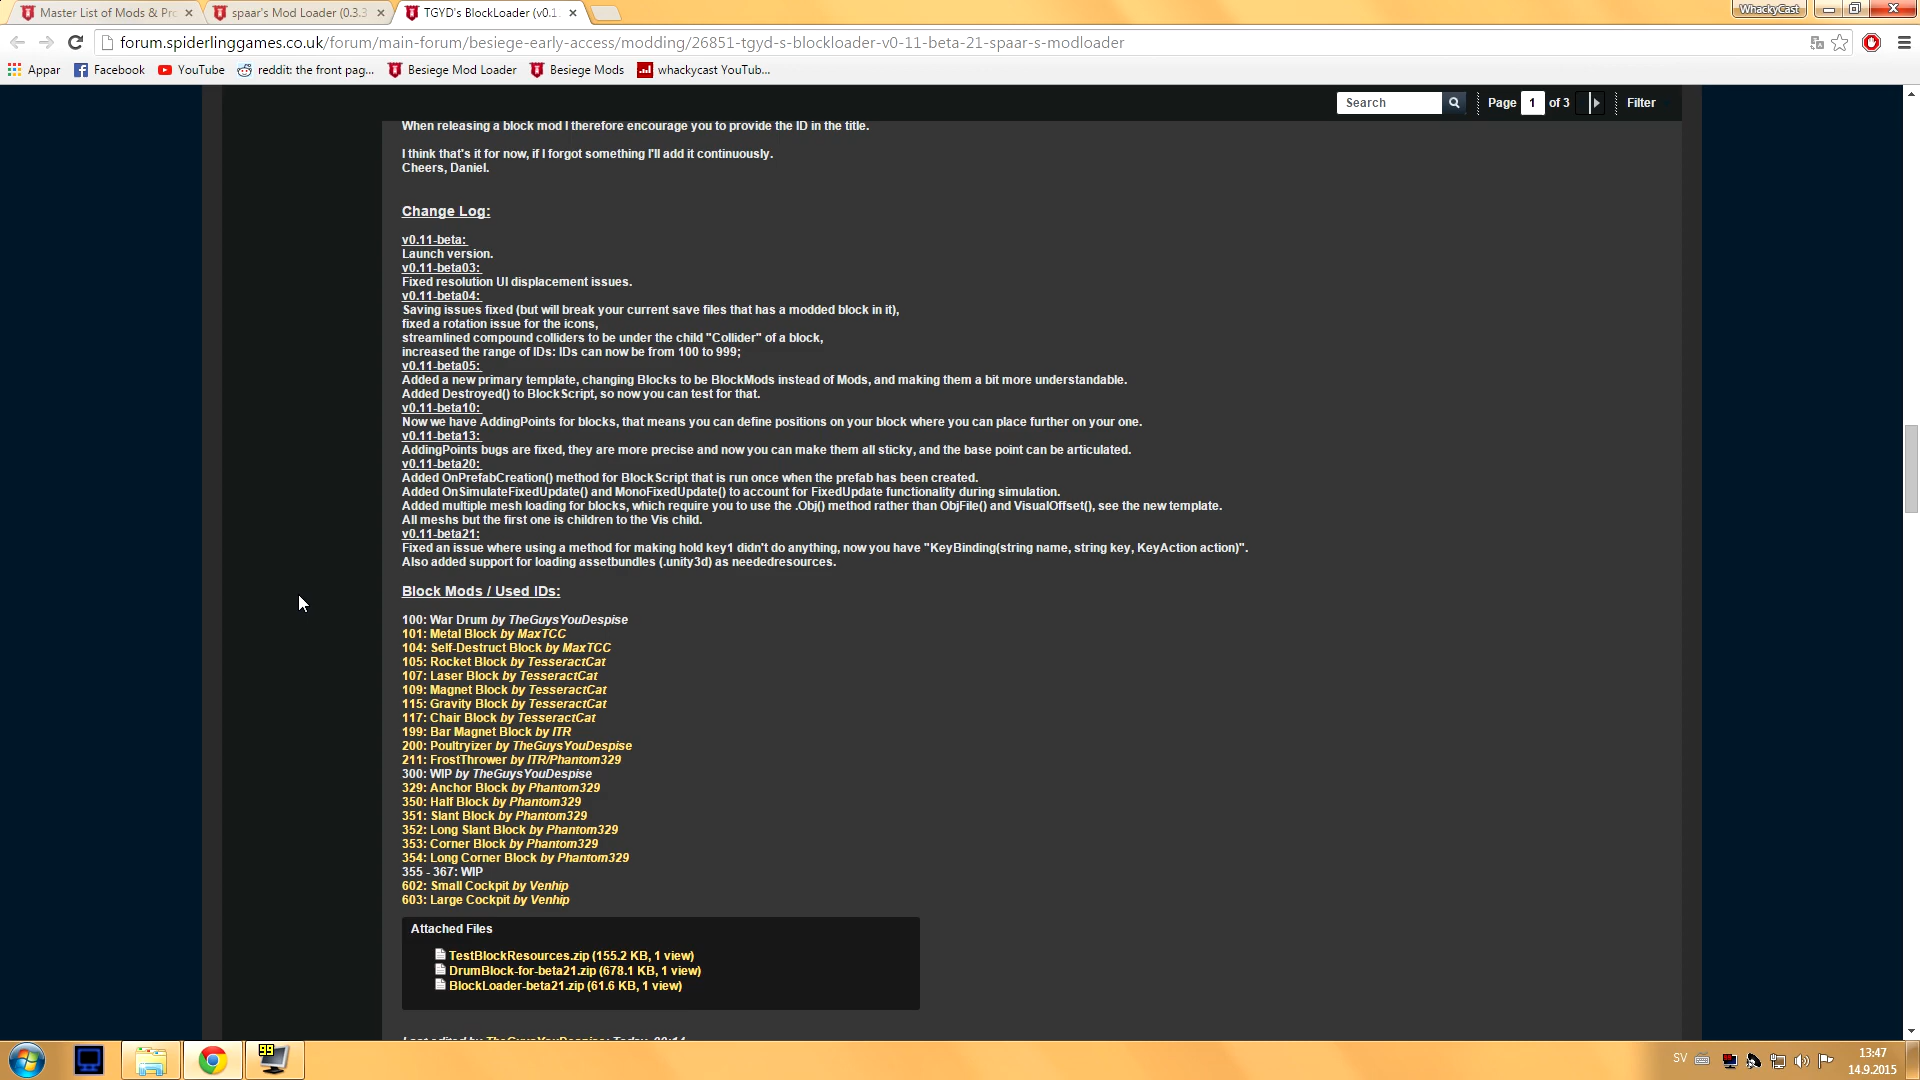 Master List of Mods & Pro
spaar's Mod Loader (0.3.3
TGYD's BlockLoader (v0.1
WhackyCast
forum.spiderlinggames.co.uk/forum/main-forum/besiege-early-access/modding/26851-tgyd-s-blockloader-v0-11-beta-21-spaar-s-modloader
Appar
Facebook
YouTube
reddit: the front pag...
Besiege Mod Loader
Besiege Mods
whackycast YouTub...
Search
Page 1 of 3
Filter
When releasing a block mod I therefore encourage you to provide the ID in the title.
I think that's it for now, if I forgot something I'll add it continuously.
Cheers, Daniel.
Change Log:
v0.11-beta:
Launch version.
v0.11-beta03:
Fixed resolution UI displacement issues.
v0.11-beta04:
Saving issues fixed (but will break your current save files that has a modded block in it),
fixed a rotation issue for the icons,
streamlined compound colliders to be under the child "Collider" of a block,
increased the range of IDs: IDs can now be from 100 to 999;
v0.11-beta05:
Added a new primary template, changing Blocks to be BlockMods instead of Mods, and making them a bit more understandable.
Added Destroyed() to BlockScript, so now you can test for that.
v0.11-beta10:
Now we have AddingPoints for blocks, that means you can define positions on your block where you can place further on your one.
v0.11-beta13:
AddingPoints bugs are fixed, they are more precise and now you can make them all sticky, and the base point can be articulated.
v0.11-beta20:
Added OnPrefabCreation() method for BlockScript that is run once when the prefab has been created.
Added OnSimulateFixedUpdate() and MonoFixedUpdate() to account for FixedUpdate functionality during simulation.
Added multiple mesh loading for blocks, which require you to use the .Obj() method rather than ObjFile() and VisualOffset(), see the new template.
All meshs but the first one is children to the Vis child.
v0.11-beta21:
Fixed an issue where using a method for making hold key1 didn't do anything, now you have "KeyBinding(string name, string key, KeyAction action)".
Also added support for loading assetbundles (.unity3d) as neededresources.
Block Mods / Used IDs:
100: War Drum by TheGuysYouDespise
101: Metal Block by MaxTCC
104: Self-Destruct Block by MaxTCC
105: Rocket Block by TesseractCat
107: Laser Block by TesseractCat
109: Magnet Block by TesseractCat
115: Gravity Block by TesseractCat
117: Chair Block by TesseractCat
199: Bar Magnet Block by ITR
200: Poultryizer by TheGuysYouDespise
211: FrostThrower by ITR/Phantom329
300: WIP by TheGuysYouDespise
329: Anchor Block by Phantom329
350: Half Block by Phantom329
351: Slant Block by Phantom329
352: Long Slant Block by Phantom329
353: Corner Block by Phantom329
354: Long Corner Block by Phantom329
355 - 367: WIP
602: Small Cockpit by Venhip
603: Large Cockpit by Venhip
Attached Files
TestBlockResources.zip (155.2 KB, 1 view)
DrumBlock-for-beta21.zip (678.1 KB, 1 view)
BlockLoader-beta21.zip (61.6 KB, 1 view)
99
SV
13:47
14.9.2015